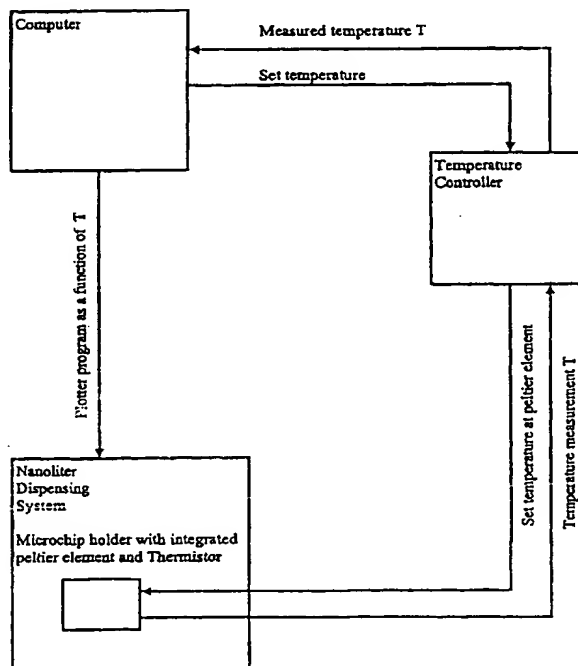 Computer
Measured temperature T
Set temperature
Temperature
Controller
Plotter program as a function of T
Set temperature at peltier element
Temperature measurement T
Nanoliter
Dispensing
System
Microchip holder with integrated
peltier element and Thermistor